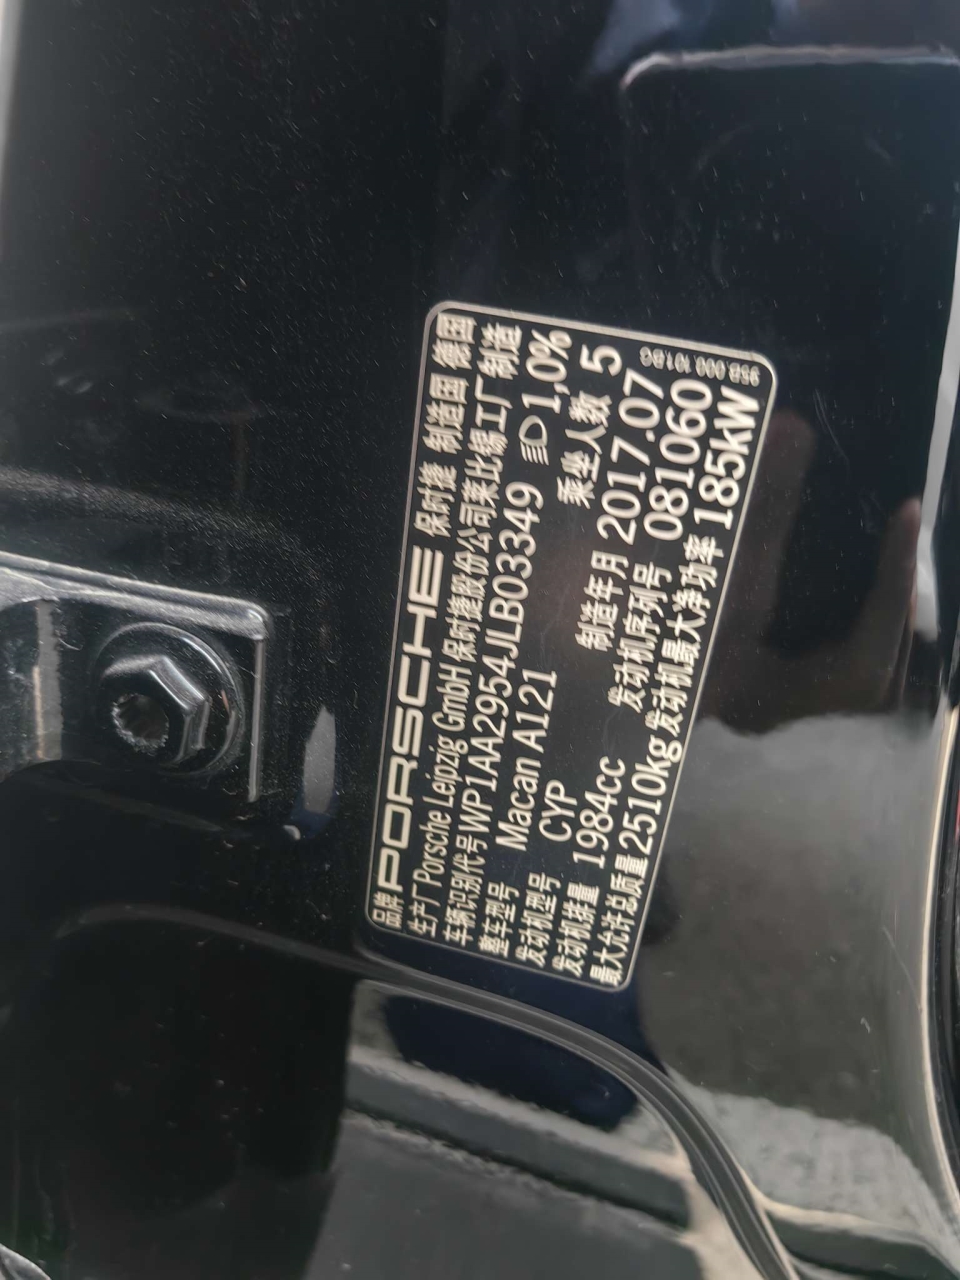 品牌 PORSCHE 保时捷 制造国 德国
生产厂 Porsche Leipzig GmbH 保时捷股份公司莱比锡工厂 制造
车辆识别代号 WP1AA2954JLB03349 1,0%
整车型号 Macan A121 乘坐人数 5
发动机型号 CYP 制造年月 2017.07
发动机排量 1984cc 发动机序列号 081060
最大允许总质量 2510kg 发动机最大净功率 185kW
95B.000.101.BG